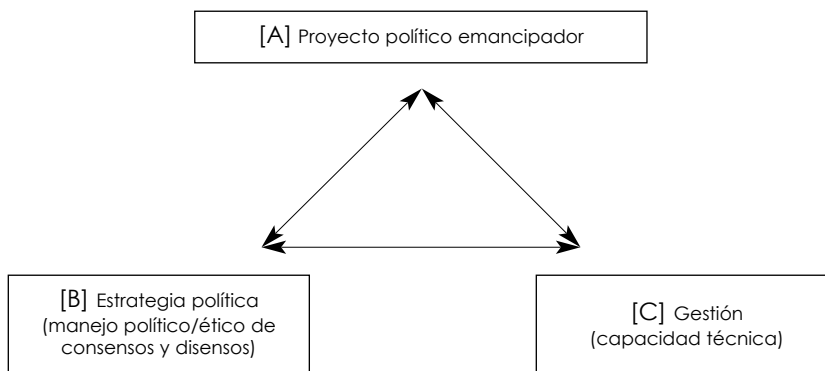 [A] Proyecto político emancipador
[B] Estrategia política
(manejo político/ético de
consensos y disensos)
[C] Gestión
(capacidad técnica)